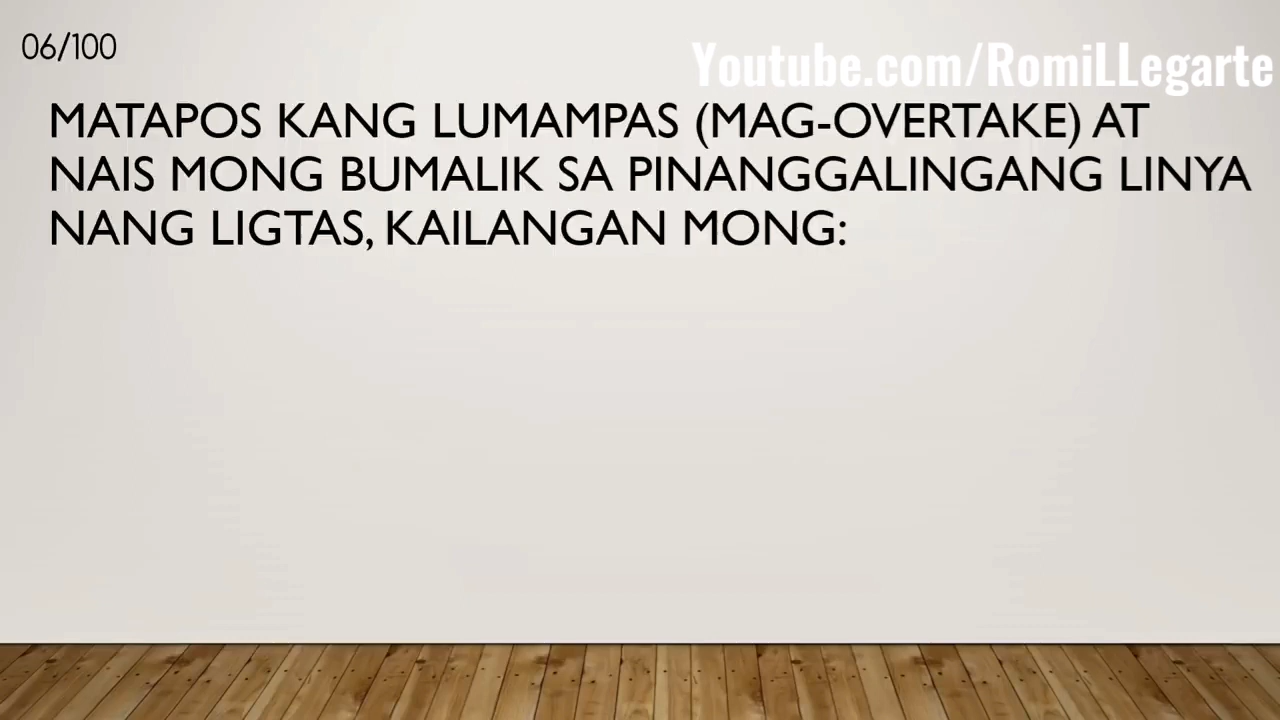 06/100
Youtube.com/RomiLLegarte
MATAPOS KANG LUMAMPAS (MAG-OVERTAKE) AT
NAIS MONG BUMALIK SA PINANGGALINGANG LINYA
NANG LIGTAS, KAILANGAN MONG: